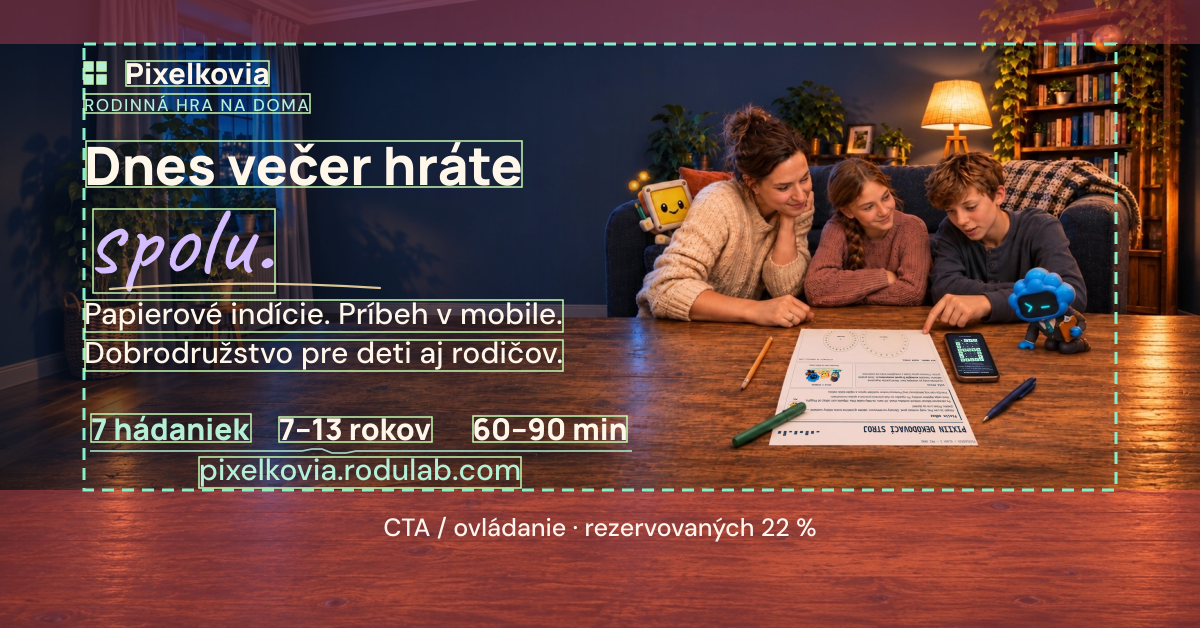 Pixelkovia
RODINNÁ HRA NA DOMA
Dnes večer hráte
spolu.
Papierové indície. Príbeh v mobile.
Dobrodružstvo pre deti aj rodičov.
7 hádaniek 7–13 rokov 60–90 min
pixelkovia.rodulab.com
PIXIIN DEKÓDOVACÍ STROJ
CTA / ovládanie · rezervovaných 22 %